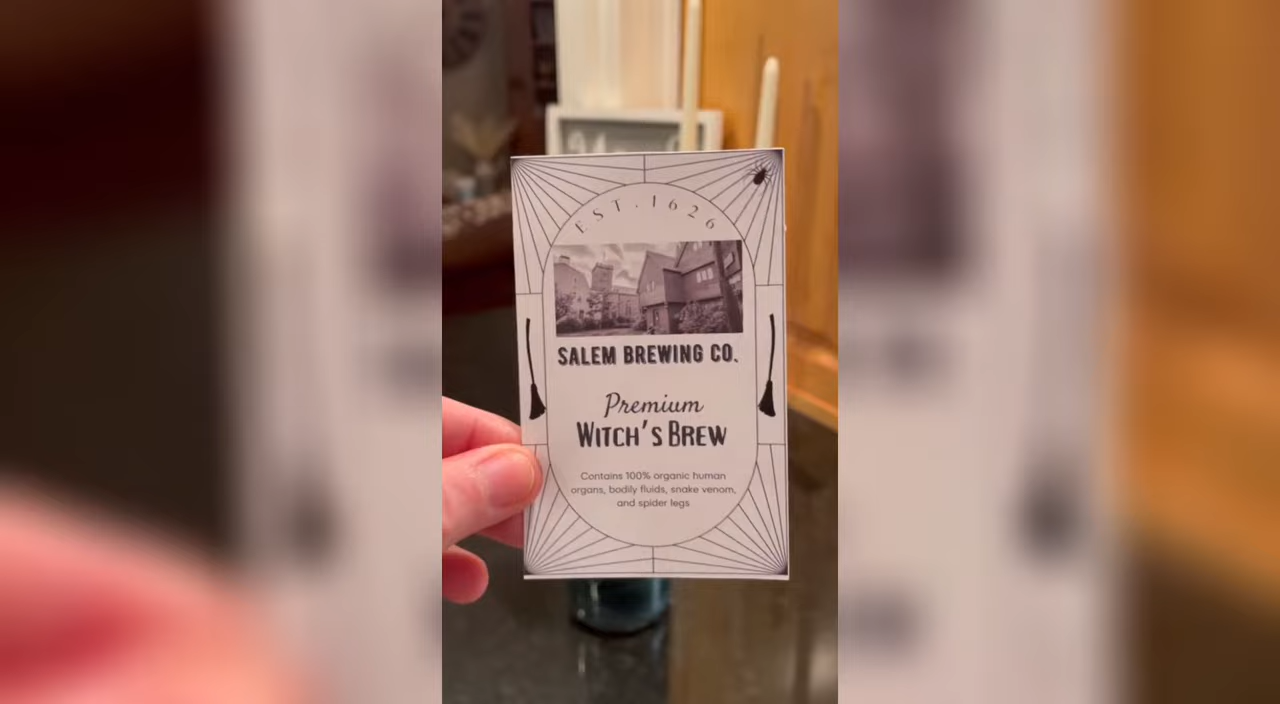 EST.1626
SALEM BREWING CO.
Premium
WITCH'S BREW
Contains 100% organic human
organs, bodily fluids, snake venom,
and spider legs